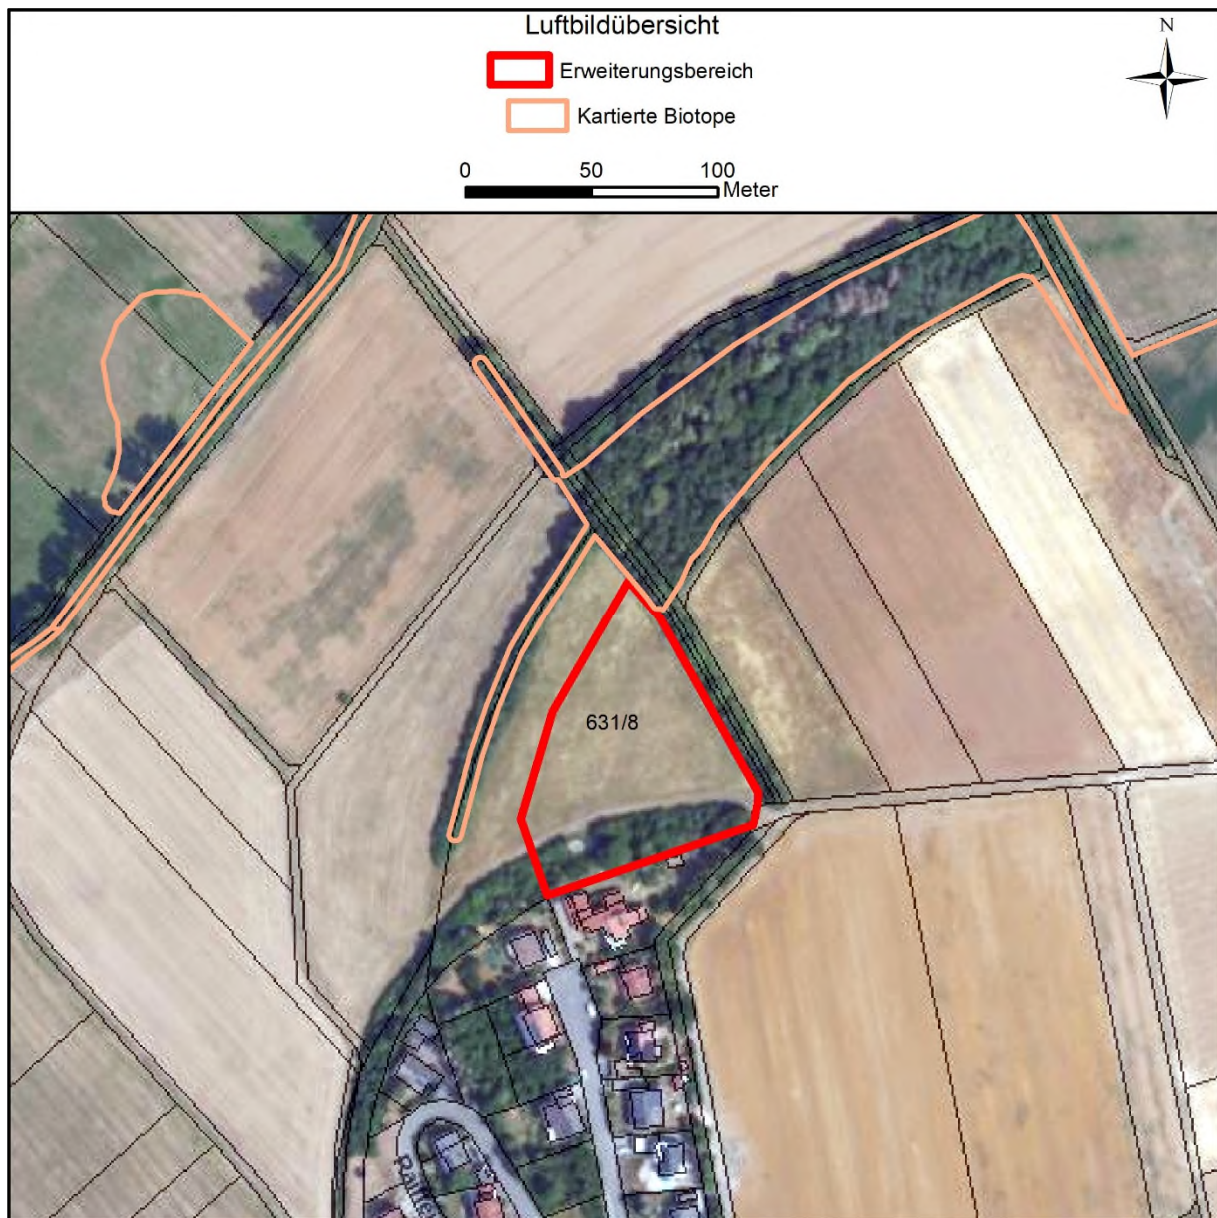 Luftbildübersicht
N
Erweiterungsbereich
Kartierte Biotope
0 50 100
Meter
631/8